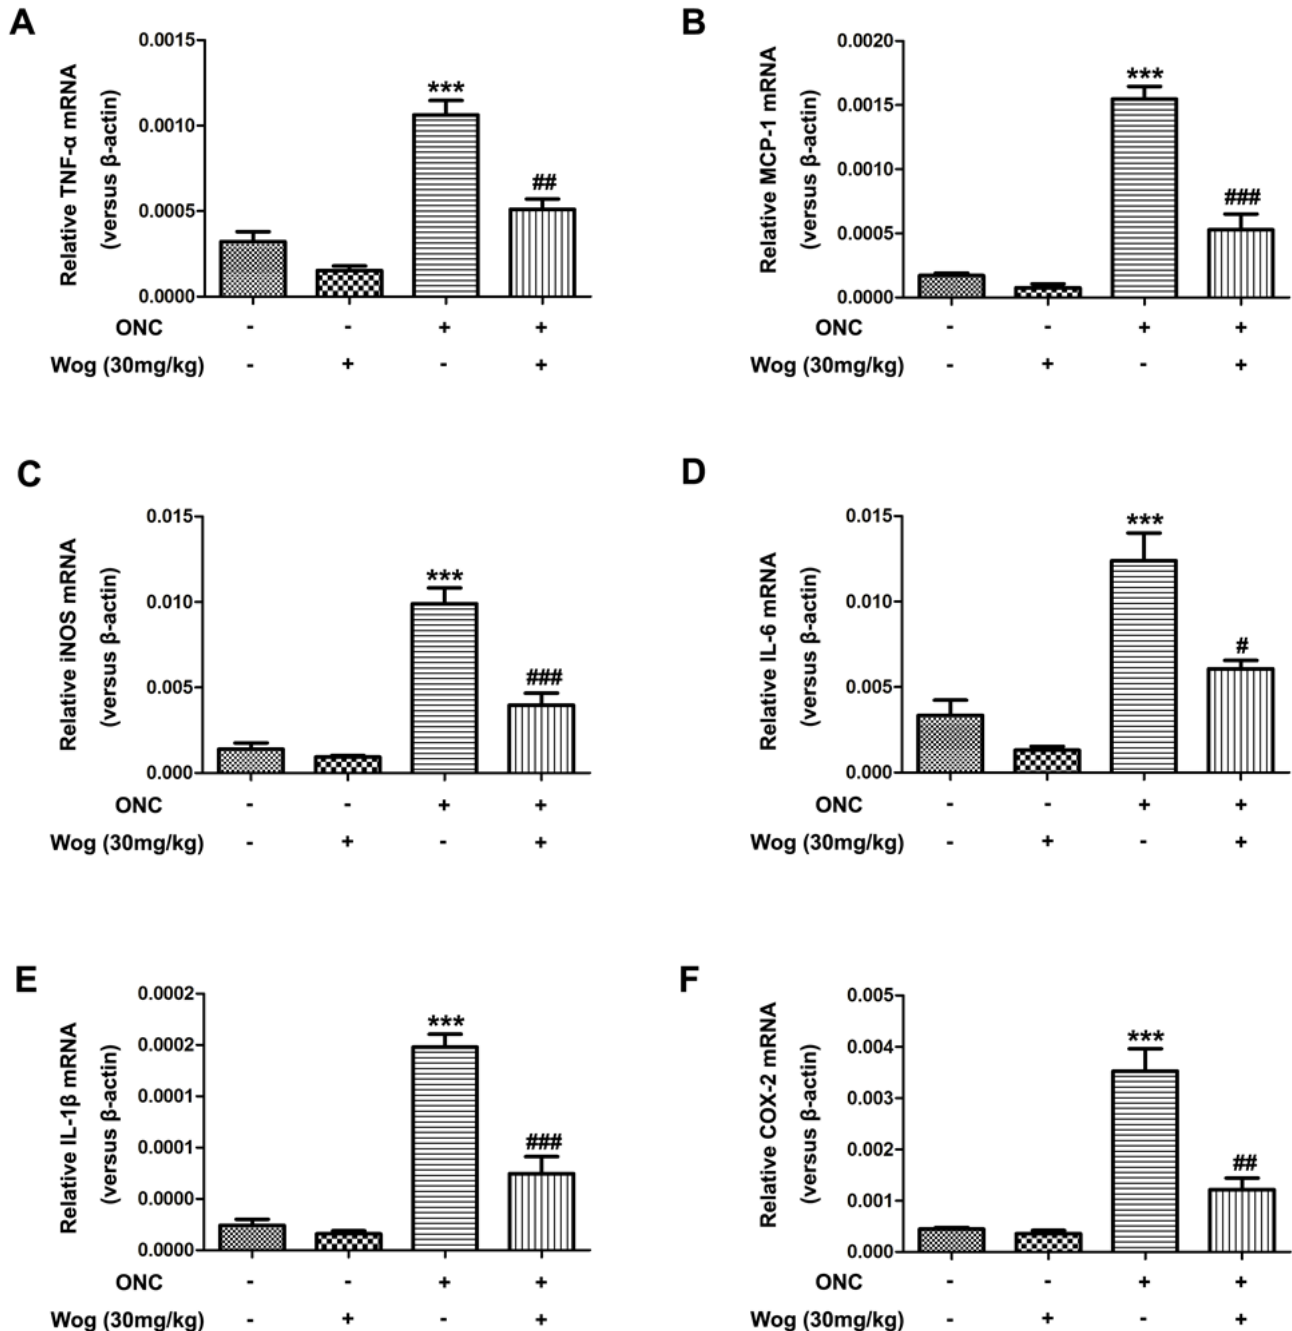 A
Relative TNF-α mRNA
(versus β-actin)
0.0015
0.0010
0.0005
0.0000
***
##
ONC - - + +
Wog (30mg/kg) - + - +
B
Relative MCP-1 mRNA
(versus β-actin)
0.0020
0.0015
0.0010
0.0005
0.0000
***
###
ONC - - + +
Wog (30mg/kg) - + - +
C
Relative iNOS mRNA
(versus β-actin)
0.015
0.010
0.005
0.000
***
###
ONC - - + +
Wog (30mg/kg) - + - +
D
Relative IL-6 mRNA
(versus β-actin)
0.015
0.010
0.005
0.000
***
#
ONC - - + +
Wog (30mg/kg) - + - +
E
Relative IL-1β mRNA
(versus β-actin)
0.0002
0.0002
0.0001
0.0001
0.0000
0.0000
***
###
ONC - - + +
Wog (30mg/kg) - + - +
F
Relative COX-2 mRNA
(versus β-actin)
0.005
0.004
0.003
0.002
0.001
0.000
***
##
ONC - - + +
Wog (30mg/kg) - + - +